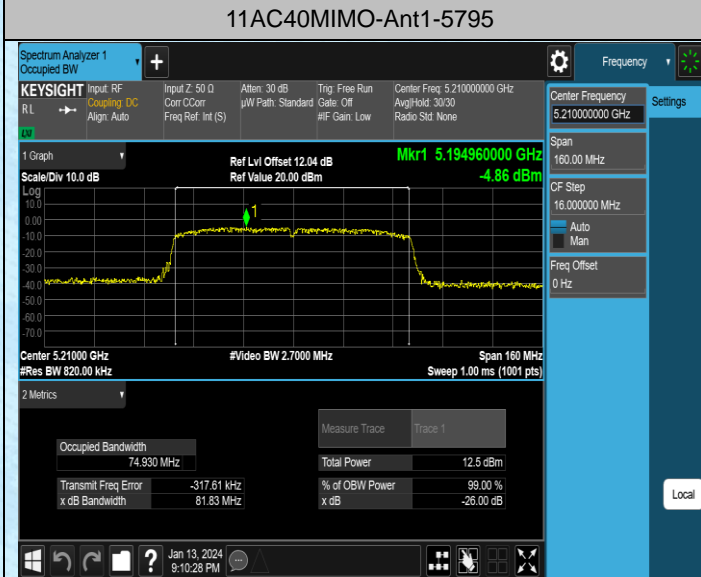 11AC40MIMO-Ant1-5795
Spectrum Analyzer 1
Occupied BW
Frequency
KEYSIGHT
RL
Input: RF
Coupling: DC
Align: Auto
Input Z: 50 Ω
Corr CCorr
Freq Ref: Int (S)
Atten: 30 dB
µW Path: Standard
Trig: Free Run
Gate: Off
#IF Gain: Low
Center Freq: 5.210000000 GHz
Avg|Hold: 30/30
Radio Std: None
LXI
1 Graph
Scale/Div 10.0 dB
Ref Lvl Offset 12.04 dB
Ref Value 20.00 dBm
Mkr1 5.194960000 GHz
-4.86 dBm
Log
10.0
0.00
-10.0
-20.0
-30.0
-40.0
-50.0
-60.0
-70.0
1
Center 5.21000 GHz
#Res BW 820.00 kHz
#Video BW 2.7000 MHz
Span 160 MHz
Sweep 1.00 ms (1001 pts)
2 Metrics
Measure Trace
Trace 1
Occupied Bandwidth
74.930 MHz
Total Power
12.5 dBm
Transmit Freq Error
-317.61 kHz
% of OBW Power
99.00 %
x dB Bandwidth
81.83 MHz
x dB
-26.00 dB
Center Frequency
5.210000000 GHz
Settings
Span
160.00 MHz
CF Step
16.000000 MHz
Auto
Man
Freq Offset
0 Hz
Local
?
Jan 13, 2024
9:10:28 PM